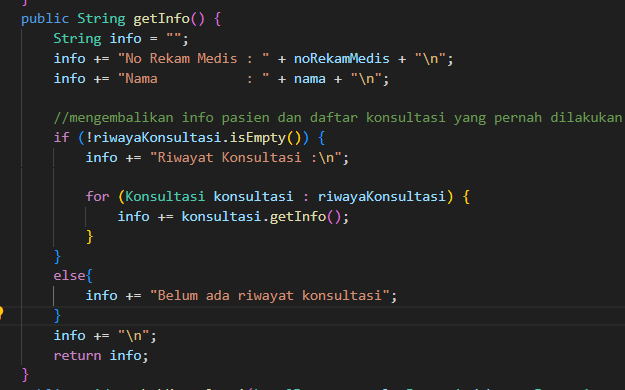 }
public String getInfo() {
    String info = "";
    info += "No Rekam Medis : " + noRekamMedis + "\n";
    info += "Nama           : " + nama + "\n";

    //mengembalikan info pasien dan daftar konsultasi yang pernah dilakukan
    if (!riwayaKonsultasi.isEmpty()) {
        info += "Riwayat Konsultasi :\n";

        for (Konsultasi konsultasi : riwayaKonsultasi) {
            info += konsultasi.getInfo();
        }
    }
    else{
        info += "Belum ada riwayat konsultasi";
    }
    info += "\n";
    return info;
}